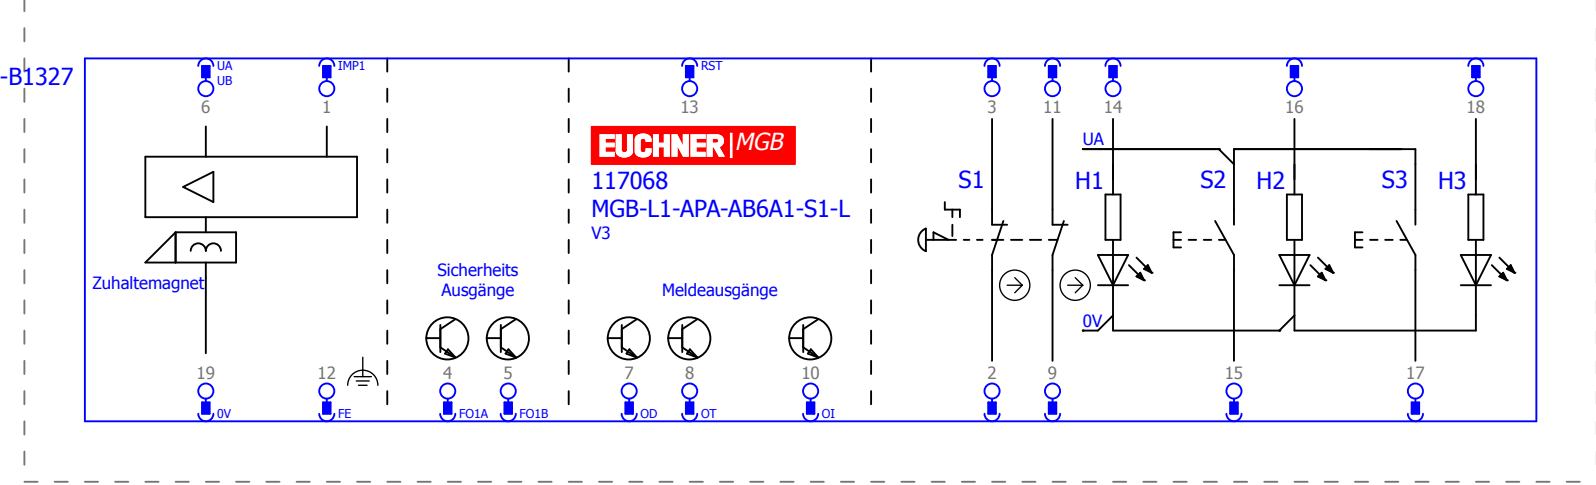 -B1327
UA
UB
6
IMP1
1
RST
13
3
11
14
16
18
EUCHNER|MGB
117068
MGB-L1-APA-AB6A1-S1-L
V3
UA
S1
H1
S2
H2
S3
H3
Zuhaltemagnet
Sicherheits
Ausgänge
Meldeausgänge
0V
19
12
4
5
7
8
10
2
9
15
17
0V
FE
FO1A
FO1B
OD
OT
OI